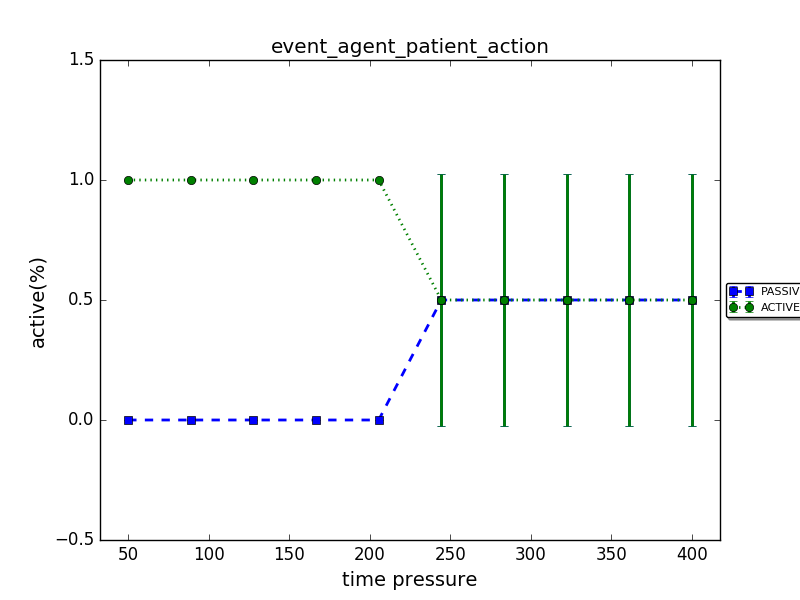 event_agent_patient_action
1.5
1.0
0.5
0.0
−0.5
active(%)
50 100 150 200 250 300 350 400
time pressure
PASSIV
ACTIVE